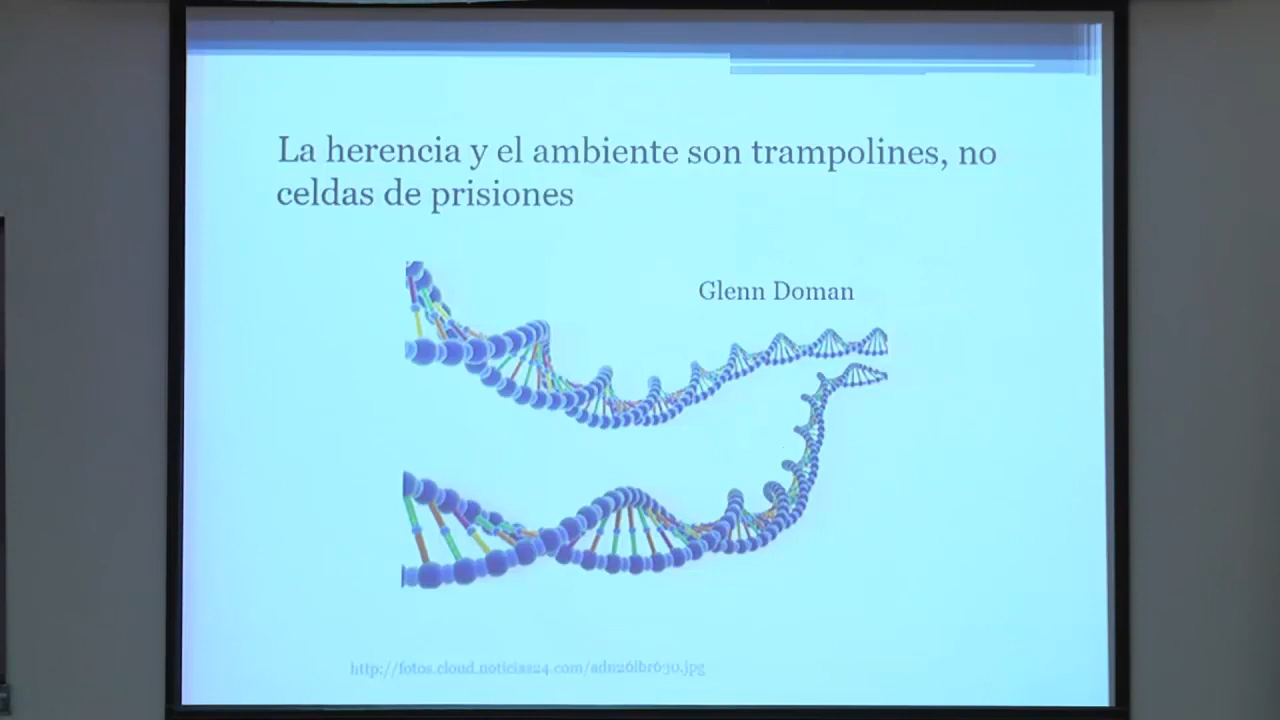 La herencia y el ambiente son trampolines, no
celdas de prisiones
Glenn Doman
http://fotos.cloud.noticias24.com/adn26lbr630.jpg